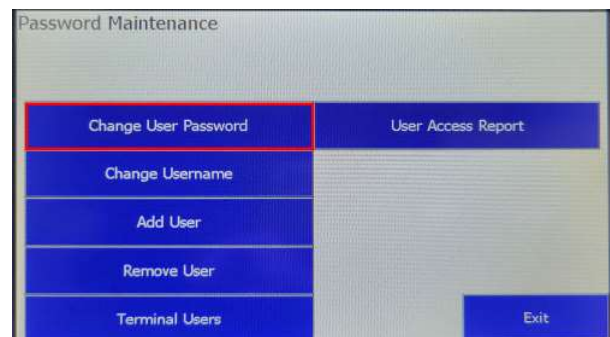 Password Maintenance
Change User Password
User Access Report
Change Username
Add User
Remove User
Terminal Users
Exit